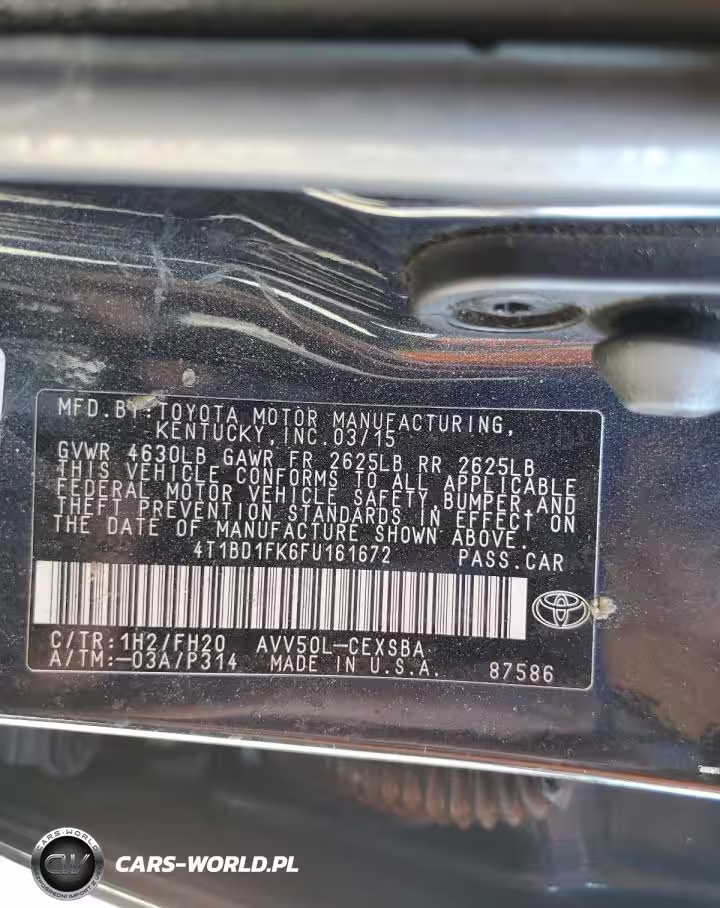 MFD.BY:TOYOTA MOTOR MANUFACTURING,
KENTUCKY,INC.03/15
GVWR 4630LB GAWR FR 2625LB RR 2625LB
THIS VEHICLE CONFORMS TO ALL APPLICABLE
FEDERAL MOTOR VEHICLE SAFETY,BUMPER,AND
THEFT PREVENTION STANDARDS IN EFFECT ON
THE DATE OF MANUFACTURE SHOWN ABOVE.
4T1BD1FK6FU161672 PASS.CAR
C/TR:1H2/FH20 AVV50L-CEXSBA
A/TM:-03A/P314 MADE IN U.S.A. 87586
CARS-WORLD
CW
CARS-WORLD.PL